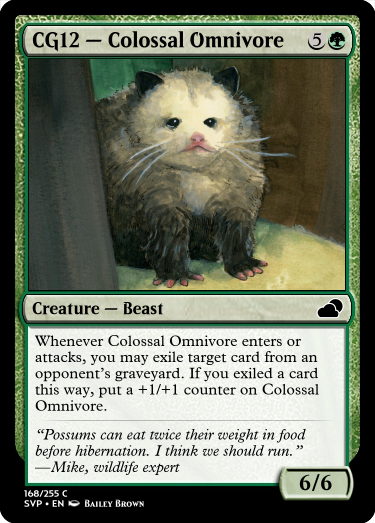 CG12 — Colossal Omnivore 5
Creature — Beast
Whenever Colossal Omnivore enters or
attacks, you may exile target card from an
opponent's graveyard. If you exiled a card
this way, put a +1/+1 counter on Colossal
Omnivore.
“Possums can eat twice their weight in food
before hibernation. I think we should run.”
—Mike, wildlife expert
6/6
168/255 C
SVP • EN Bailey Brown